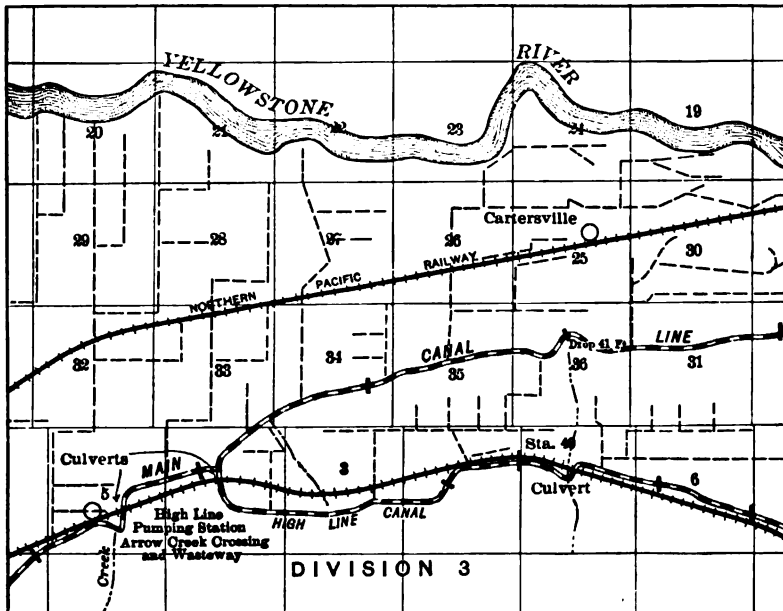 YELLOWSTONE RIVER
20 21 22 23 24 19
Cartersville
29 28 27 26 25 30
NORTHERN PACIFIC RAILWAY
32 33 34 35 36 31
CANAL LINE
Drop 41 Ft
Sta. 49
Culverts
MAIN
5 3 6
Culvert
High Line
Pumping Station
Arrow Creek Crossing
and Wasteway
HIGH LINE CANAL
Creek
DIVISION 3